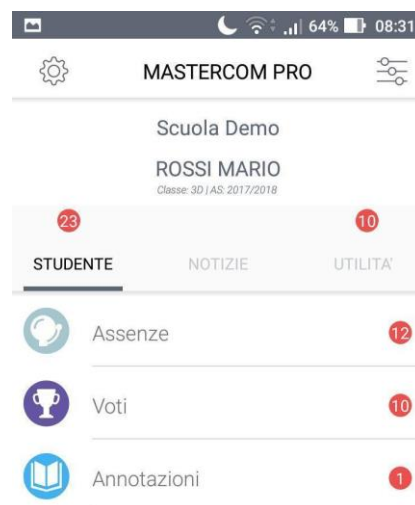 64% 08:31
MASTERCOM PRO
Scuola Demo
ROSSI MARIO
Classe: 3D | AS: 2017/2018
23 10
STUDENTE NOTIZIE UTILITA'
Assenze 12
Voti 10
Annotazioni 1